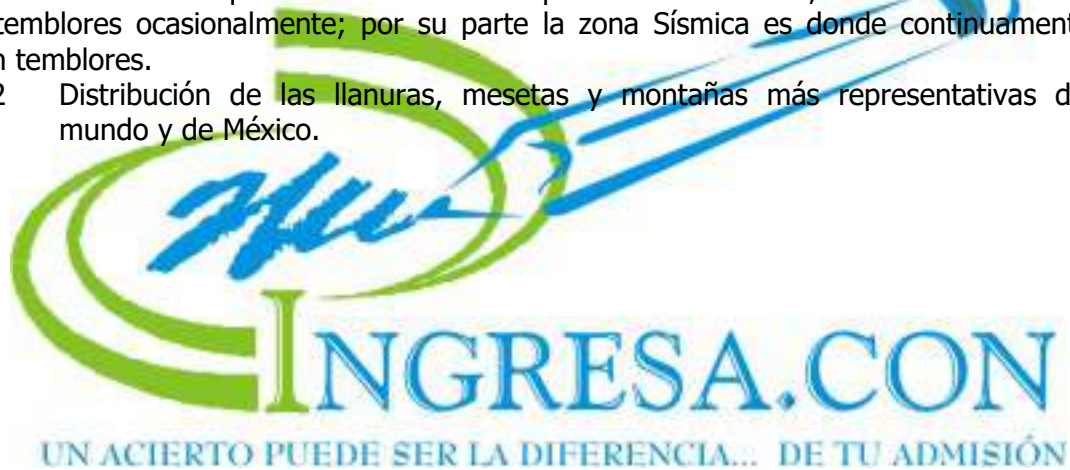 temblores ocasionalmente; por su parte la zona Sísmica es donde continuament
n temblores.
2 Distribución de las llanuras, mesetas y montañas más representativas d
mundo y de México.
INGRESA.CON
UN ACIERTO PUEDE SER LA DIFERENCIA... DE TU ADMISIÓN